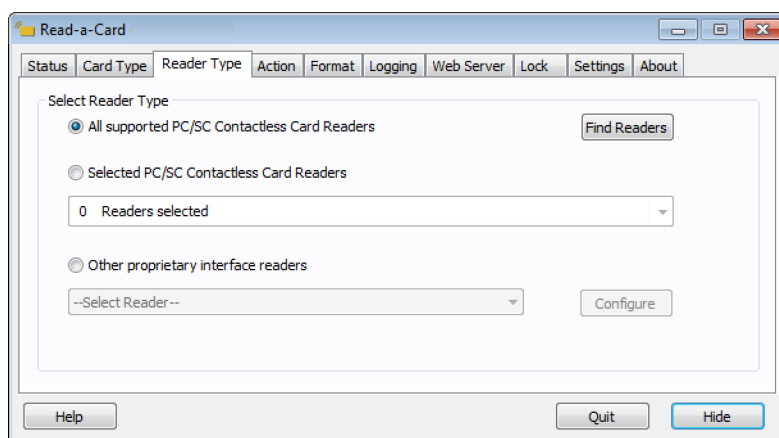 Read-a-Card
Status Card Type Reader Type Action Format Logging Web Server Lock Settings About
Select Reader Type
All supported PC/SC Contactless Card Readers Find Readers
Selected PC/SC Contactless Card Readers
0 Readers selected
Other proprietary interface readers
--Select Reader-- Configure
Help Quit Hide